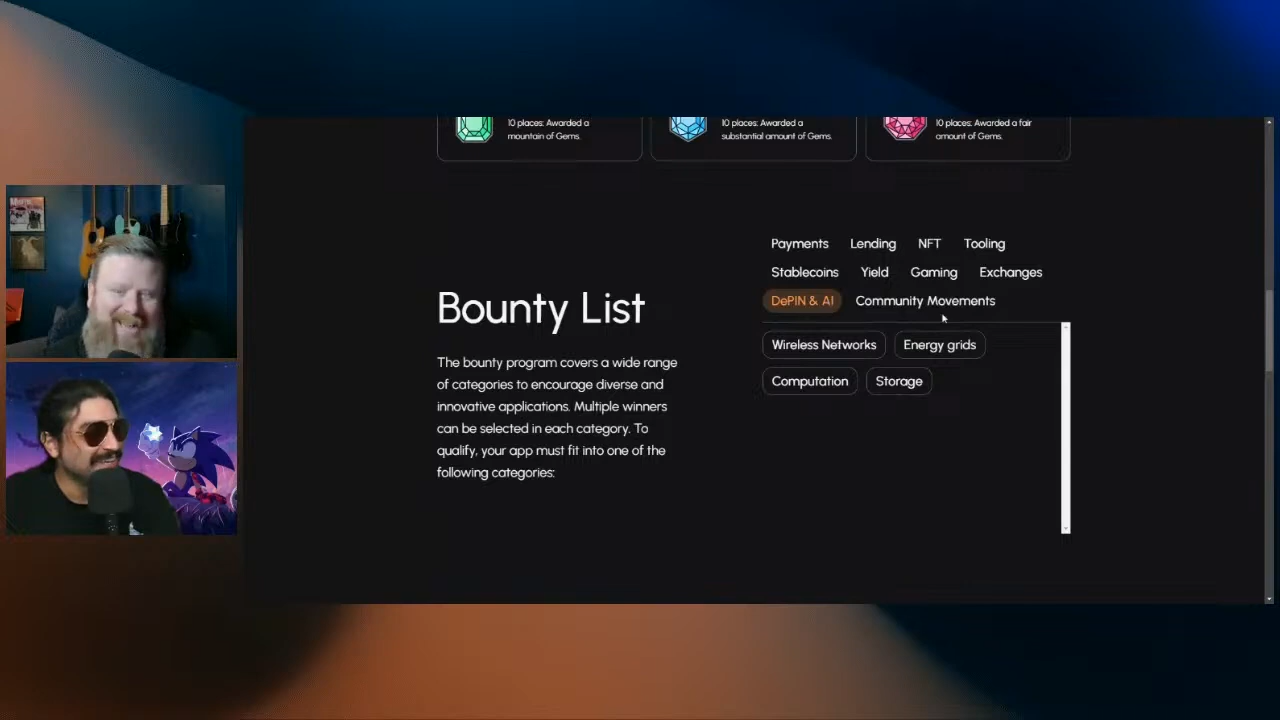 10 places: Awarded a
mountain of Gems.
10 places: Awarded a
substantial amount of Gems.
10 places: Awarded a fair
amount of Gems.
Bounty List
The bounty program covers a wide range
of categories to encourage diverse and
innovative applications. Multiple winners
can be selected in each category. To
qualify, your app must fit into one of the
following categories:
Payments Lending NFT Tooling
Stablecoins Yield Gaming Exchanges
DePIN & AI Community Movements
Wireless Networks Energy grids
Computation Storage